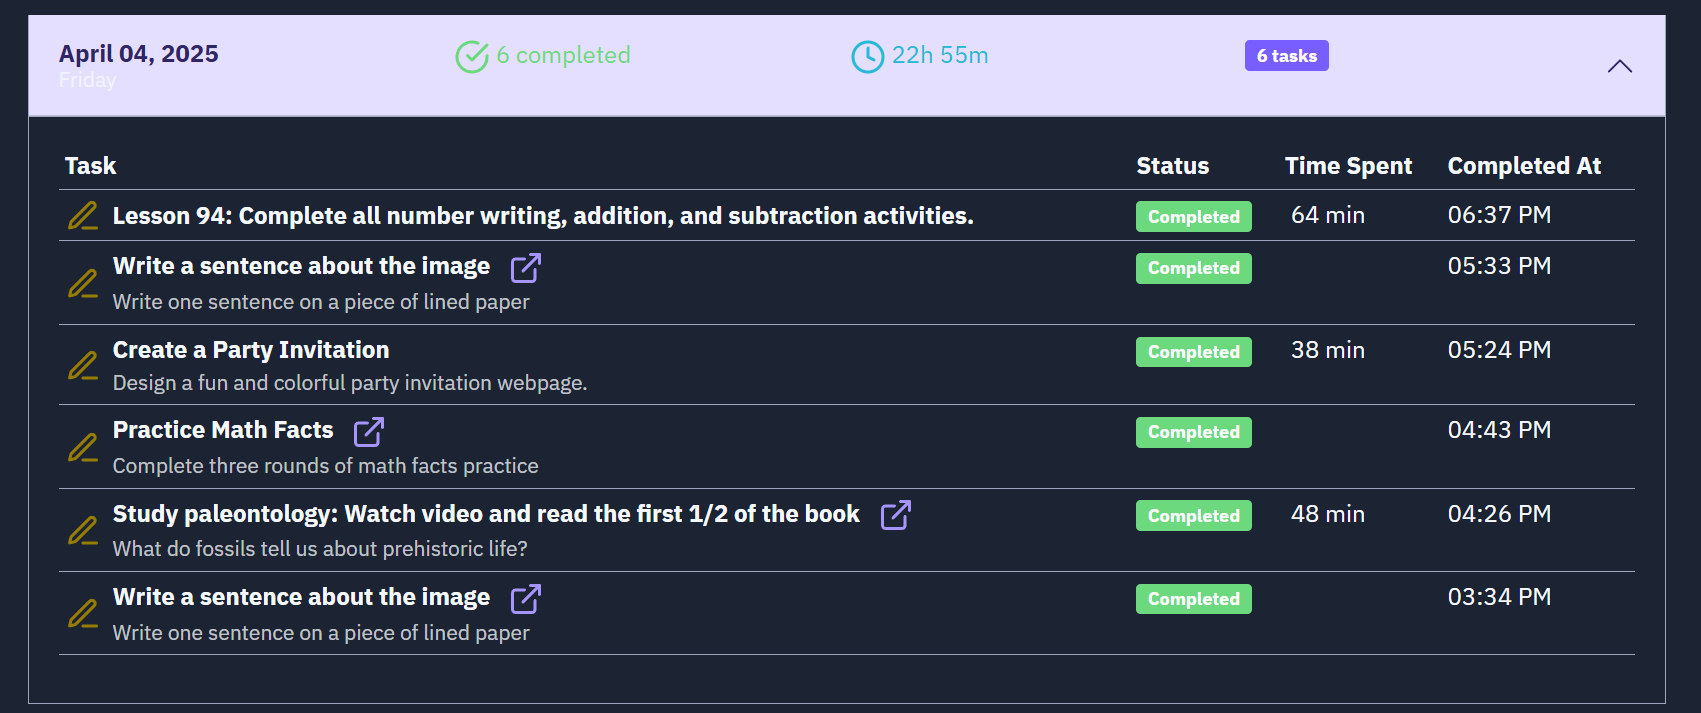 April 04, 2025 6 completed 22h 55m 6 tasks
Friday
Task Status Time Spent Completed At
Lesson 94: Complete all number writing, addition, and subtraction activities. Completed 64 min 06:37 PM
Write a sentence about the image Completed 05:33 PM
Write one sentence on a piece of lined paper
Create a Party Invitation Completed 38 min 05:24 PM
Design a fun and colorful party invitation webpage.
Practice Math Facts Completed 04:43 PM
Complete three rounds of math facts practice
Study paleontology: Watch video and read the first 1/2 of the book Completed 48 min 04:26 PM
What do fossils tell us about prehistoric life?
Write a sentence about the image Completed 03:34 PM
Write one sentence on a piece of lined paper